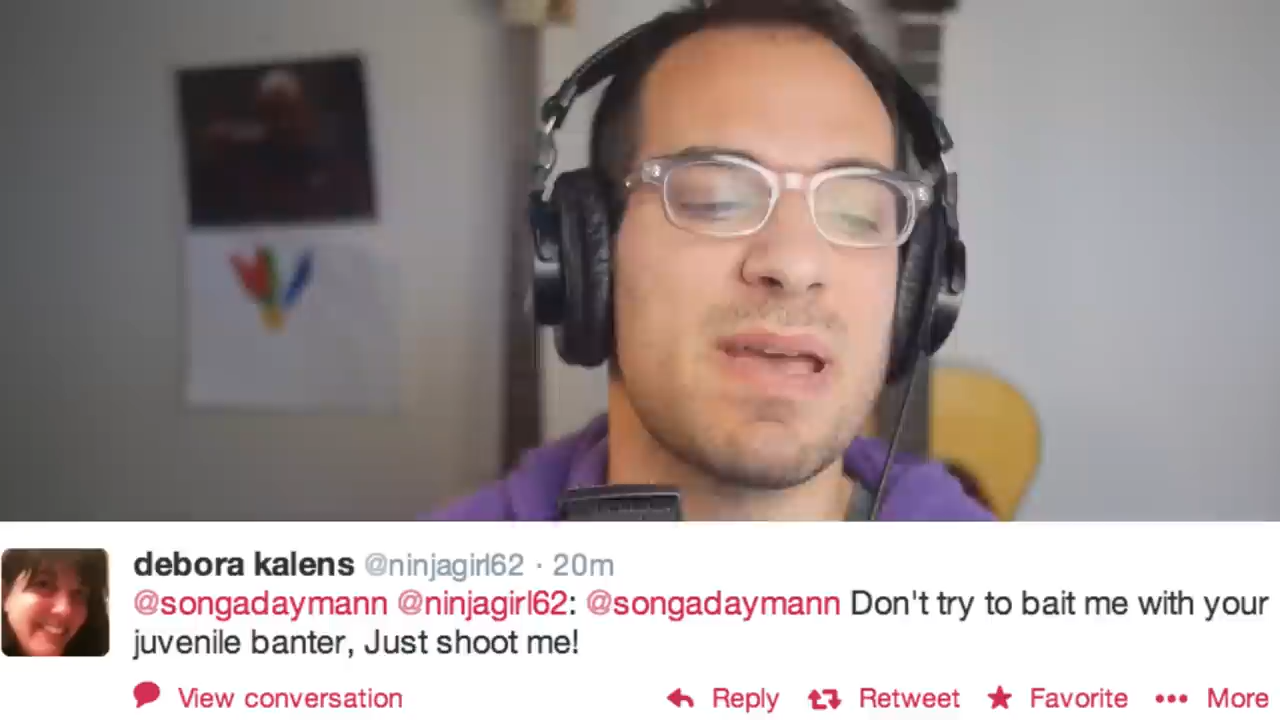 debora kalens @ninjagirl62 · 20m
@songadaymann @ninjagirl62: @songadaymann Don't try to bait me with your
juvenile banter, Just shoot me!
View conversation Reply Retweet Favorite More